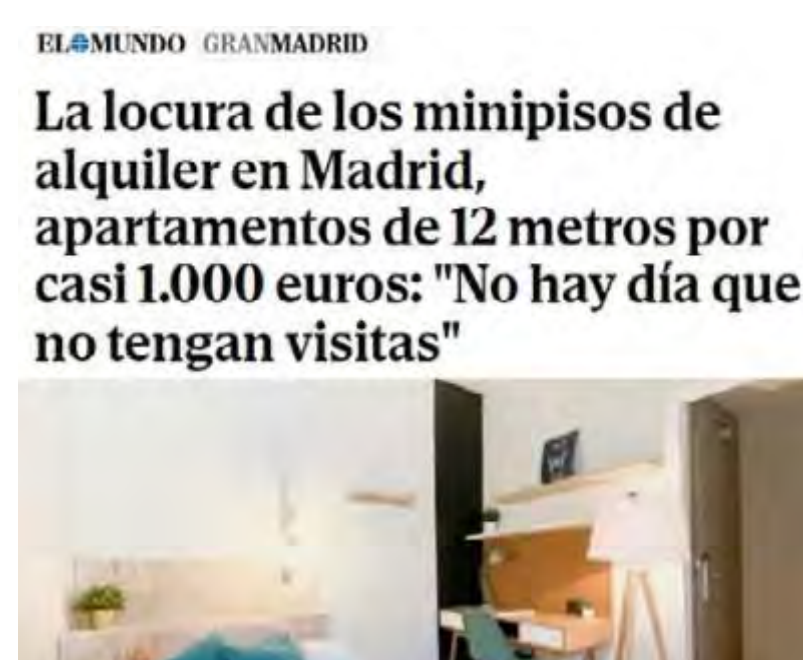 EL MUNDO GRANMADRID
La locura de los minipisos de
alquiler en Madrid,
apartamentos de 12 metros por
casi 1.000 euros: "No hay día que
no tengan visitas"